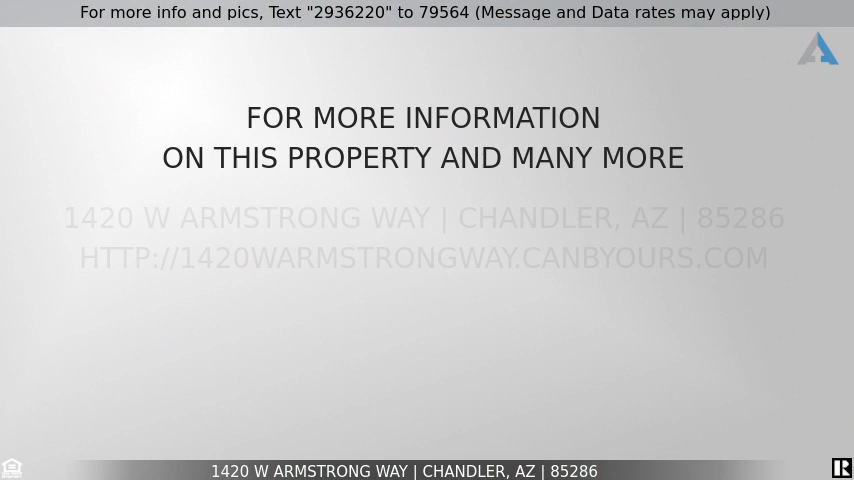 For more info and pics, Text "2936220" to 79564 (Message and Data rates may apply)
FOR MORE INFORMATION
ON THIS PROPERTY AND MANY MORE
1420 W ARMSTRONG WAY | CHANDLER, AZ | 85286
HTTP://1420WARMSTRONGWAY.CANBYOURS.COM
1420 W ARMSTRONG WAY | CHANDLER, AZ | 85286